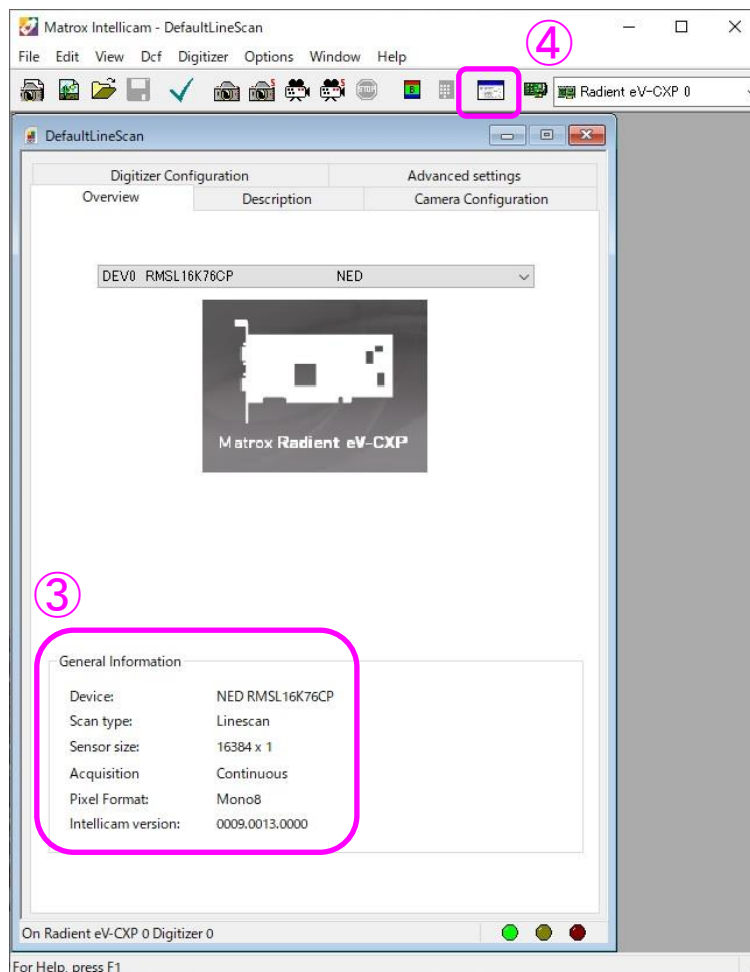 Matrox Intellicam - DefaultLineScan
④
File Edit View Dcf Digitizer Options Window Help
Radient eV-CXP 0
DefaultLineScan
Digitizer Configuration Advanced settings
Overview Description Camera Configuration
DEV0 RMSL16K76CP NED
Matrox Radient eV-CXP
③
General Information
Device: NED RMSL16K76CP
Scan type: Linescan
Sensor size: 16384 x 1
Acquisition Continuous
Pixel Format: Mono8
Intellicam version: 0009.0013.0000
On Radient eV-CXP 0 Digitizer 0
For Help, press F1